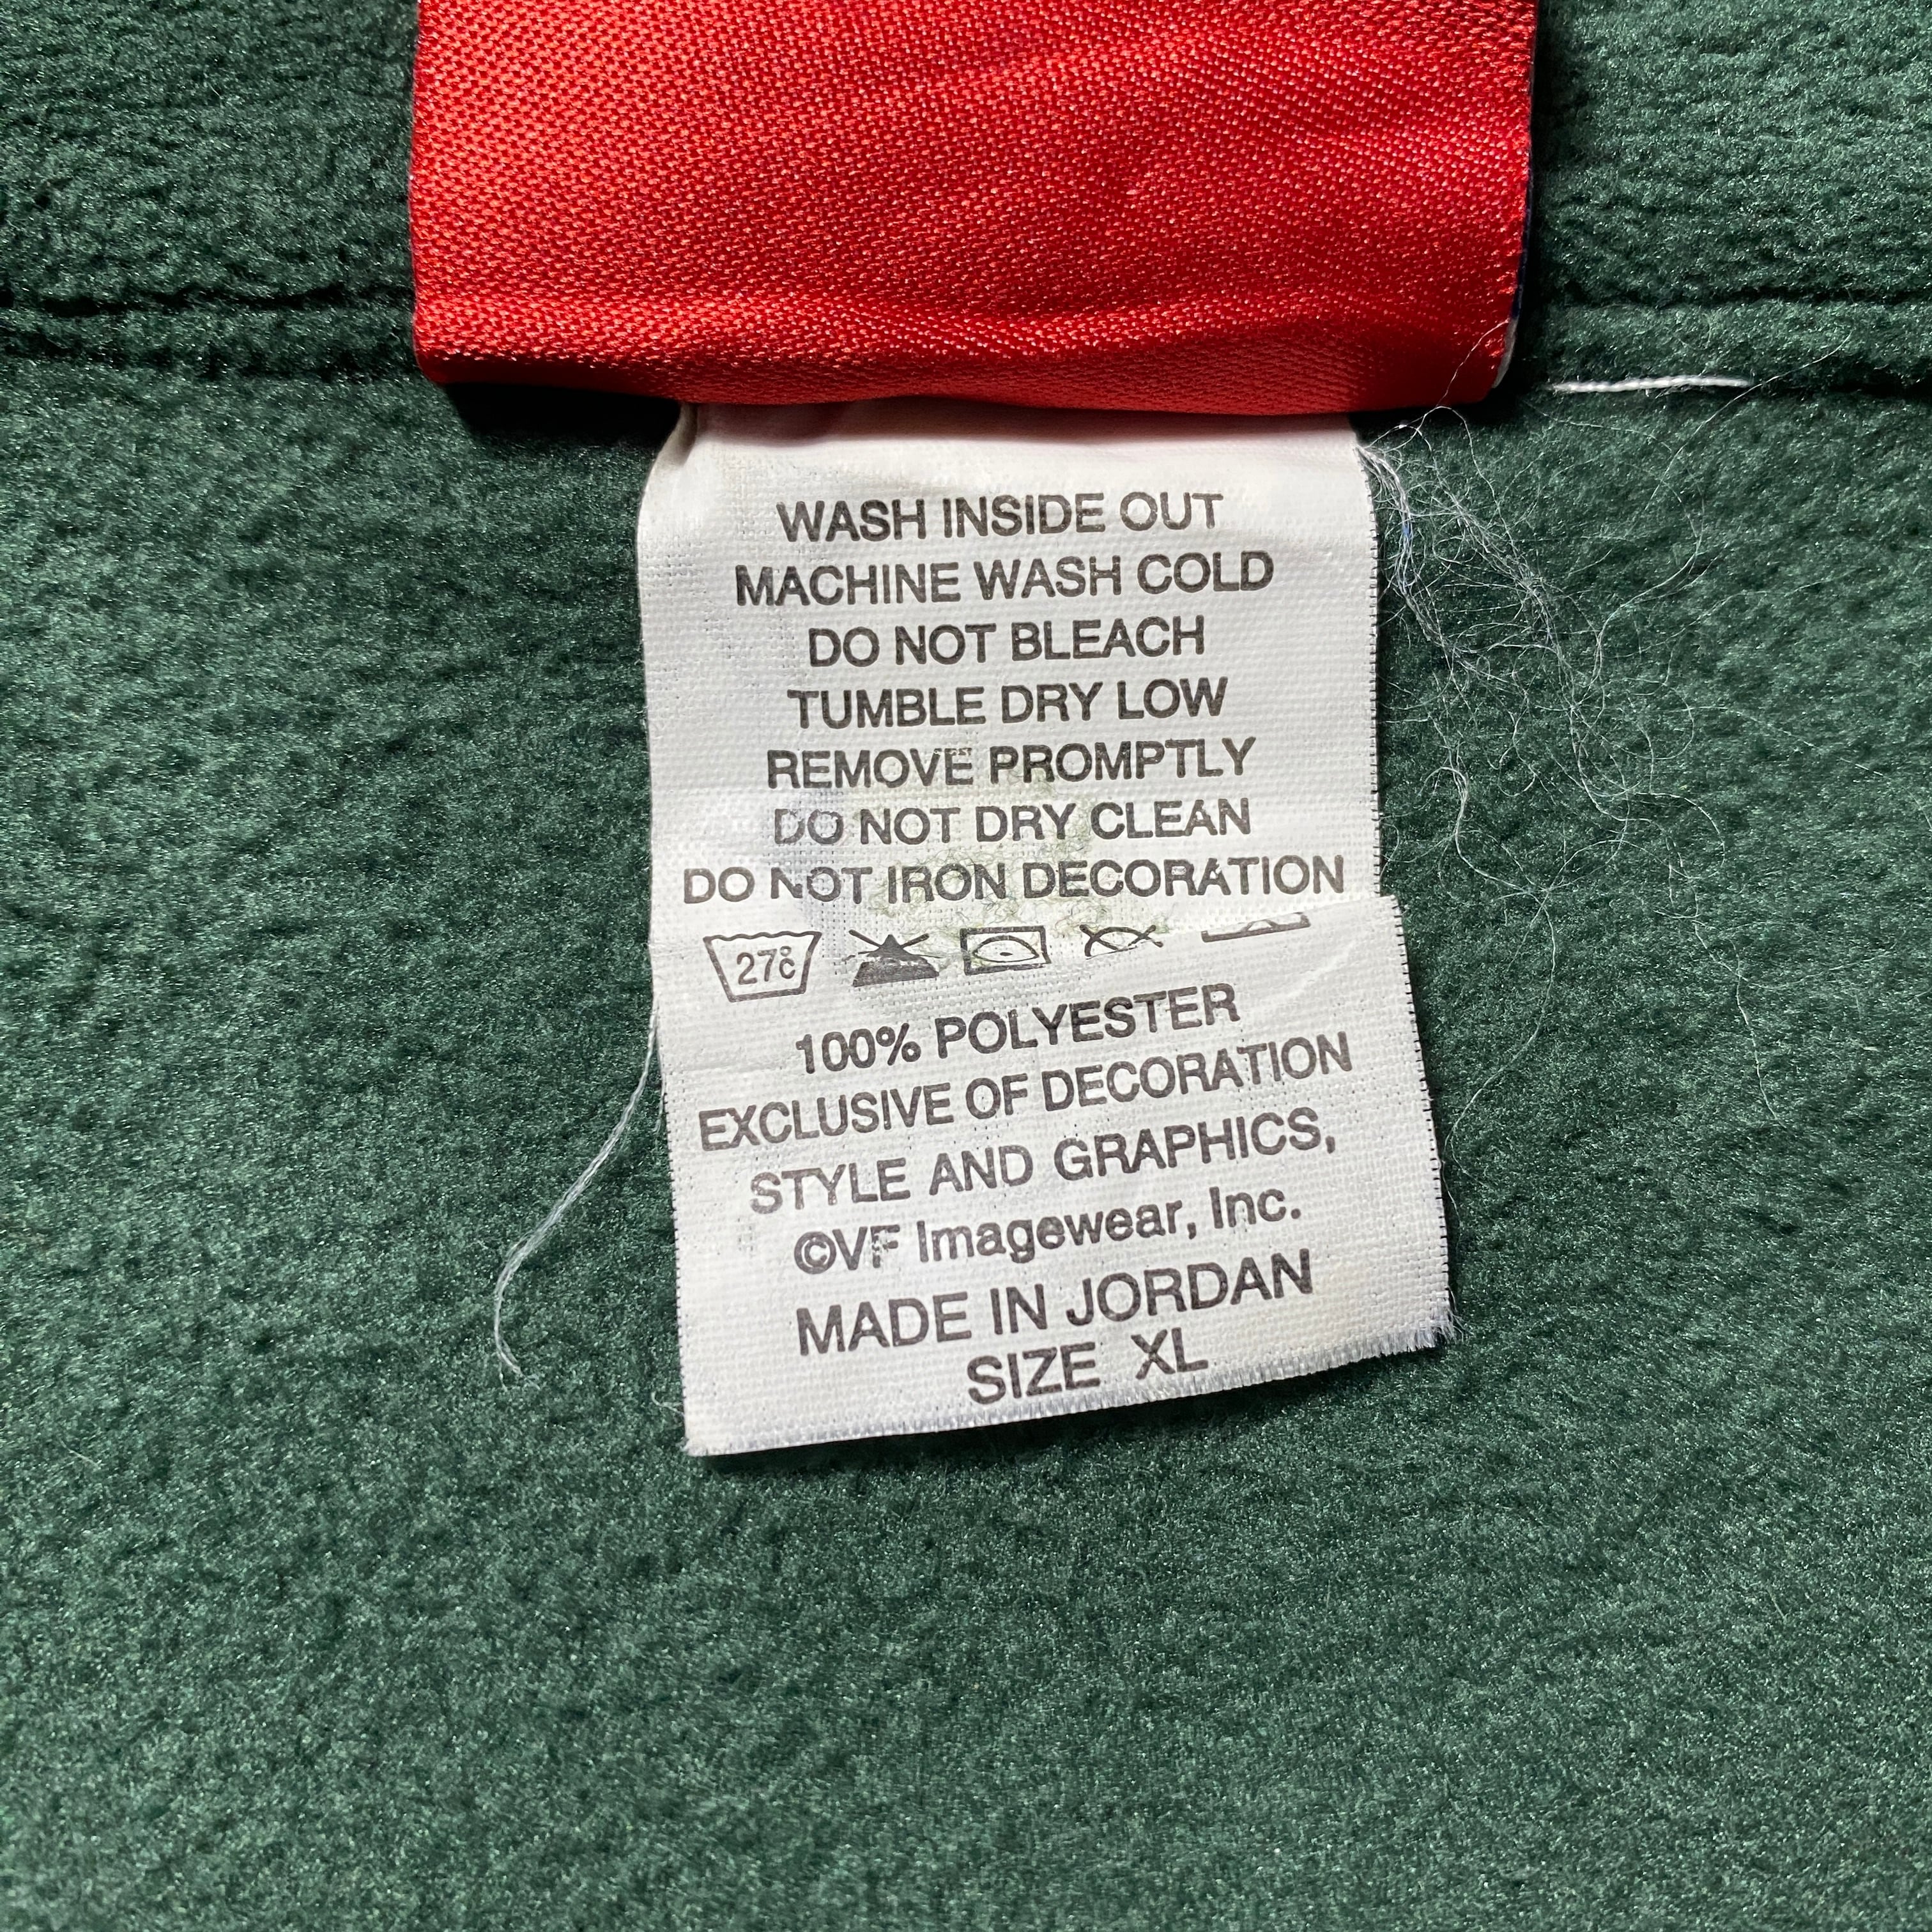 WASH INSIDE OUT
MACHINE WASH COLD
DO NOT BLEACH
TUMBLE DRY LOW
REMOVE PROMPTLY
DO NOT DRY CLEAN
DO NOT IRON DECORATION
27°C
100% POLYESTER
EXCLUSIVE OF DECORATION
STYLE AND GRAPHICS,
©VF Imagewear, Inc.
MADE IN JORDAN
SIZE XL